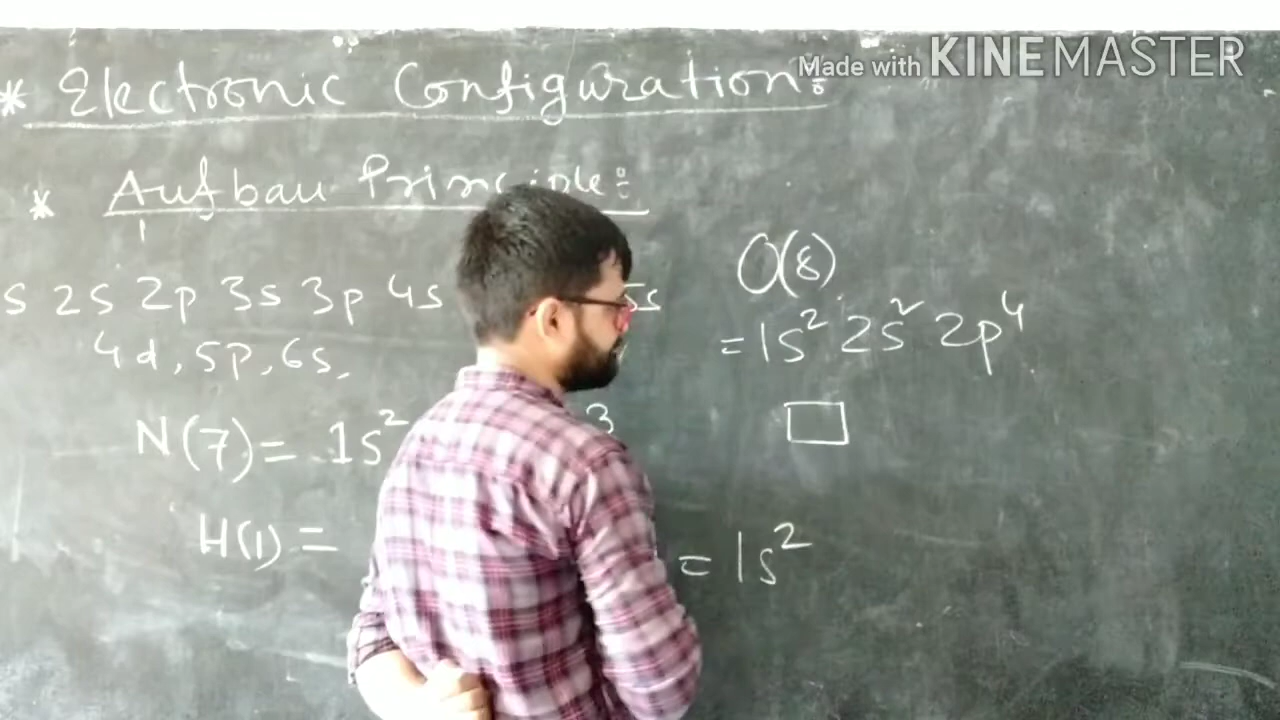 Made with KINEMASTER
* Electronic Configuration:
* Aufbau Principle:
s 2s 2p 3s 3p 4s 5s
4d, 5p, 6s,
N(7) = 1s² 3
H(1) =
O(8)
= 1s² 2s² 2p⁴
= 1s²